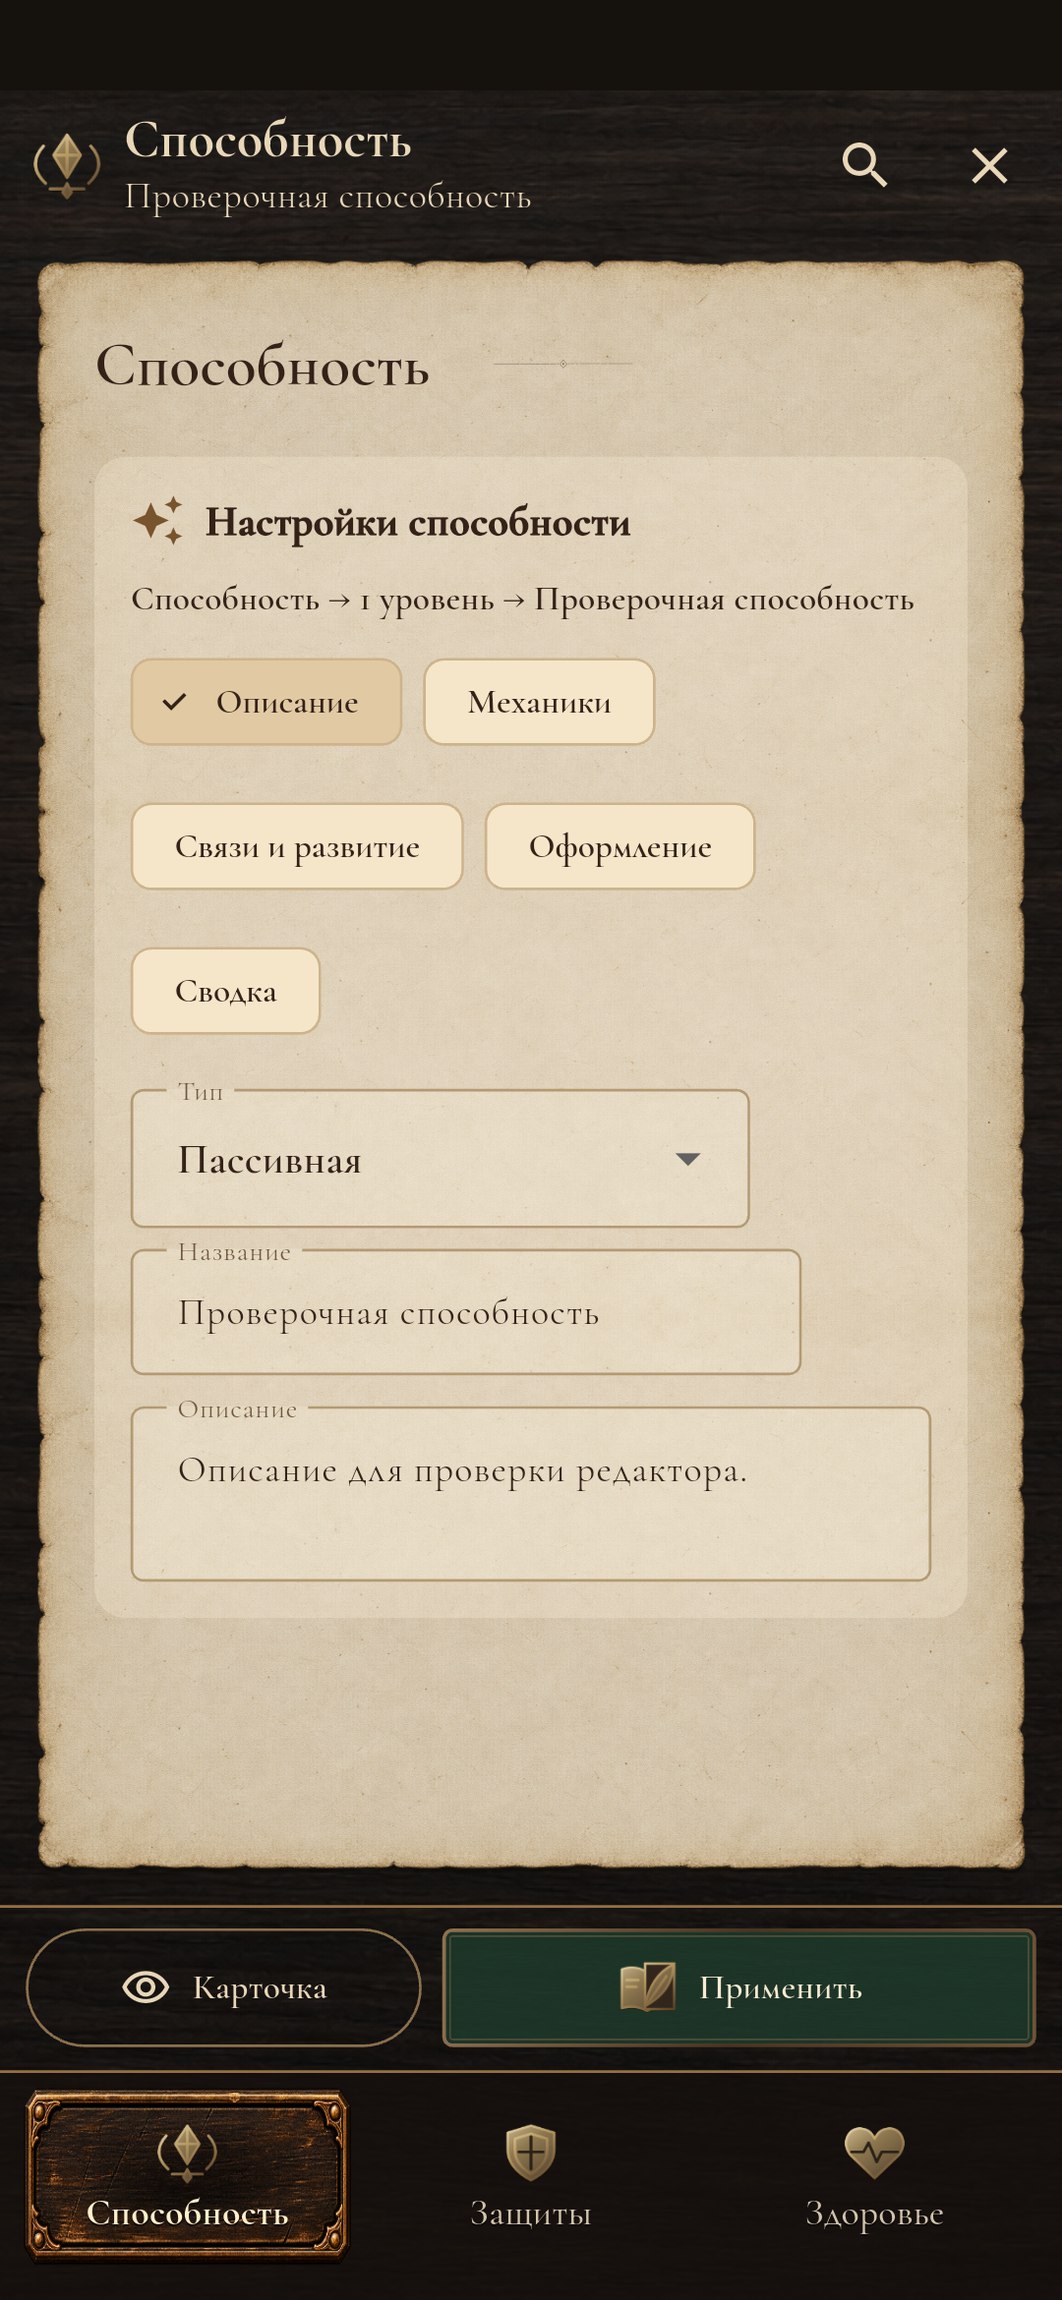 Способность
Проверочная способность
Способность
Настройки способности
Способность → 1 уровень → Проверочная способность
Описание
Механики
Связи и развитие
Оформление
Сводка
Тип
Пассивная
Название
Проверочная способность
Описание
Описание для проверки редактора.
Карточка
Применить
Способность
Защиты
Здоровье